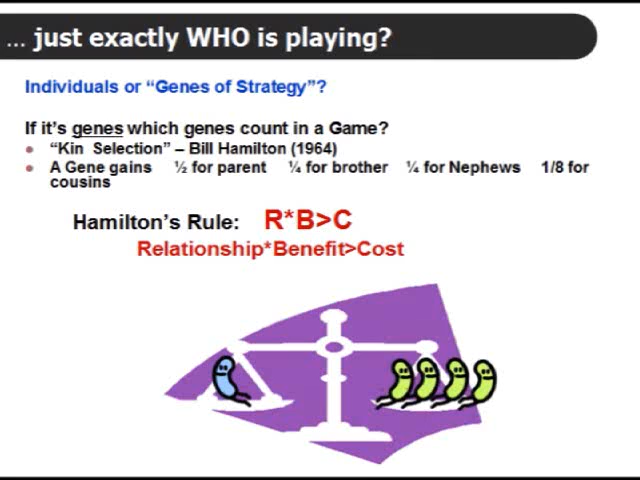 ... just exactly WHO is playing?
Individuals or “Genes of Strategy”?
If it’s genes which genes count in a Game?
“Kin Selection” – Bill Hamilton (1964)
A Gene gains ½ for parent ¼ for brother ¼ for Nephews 1/8 for
cousins
Hamilton’s Rule: R*B>C
Relationship*Benefit>Cost